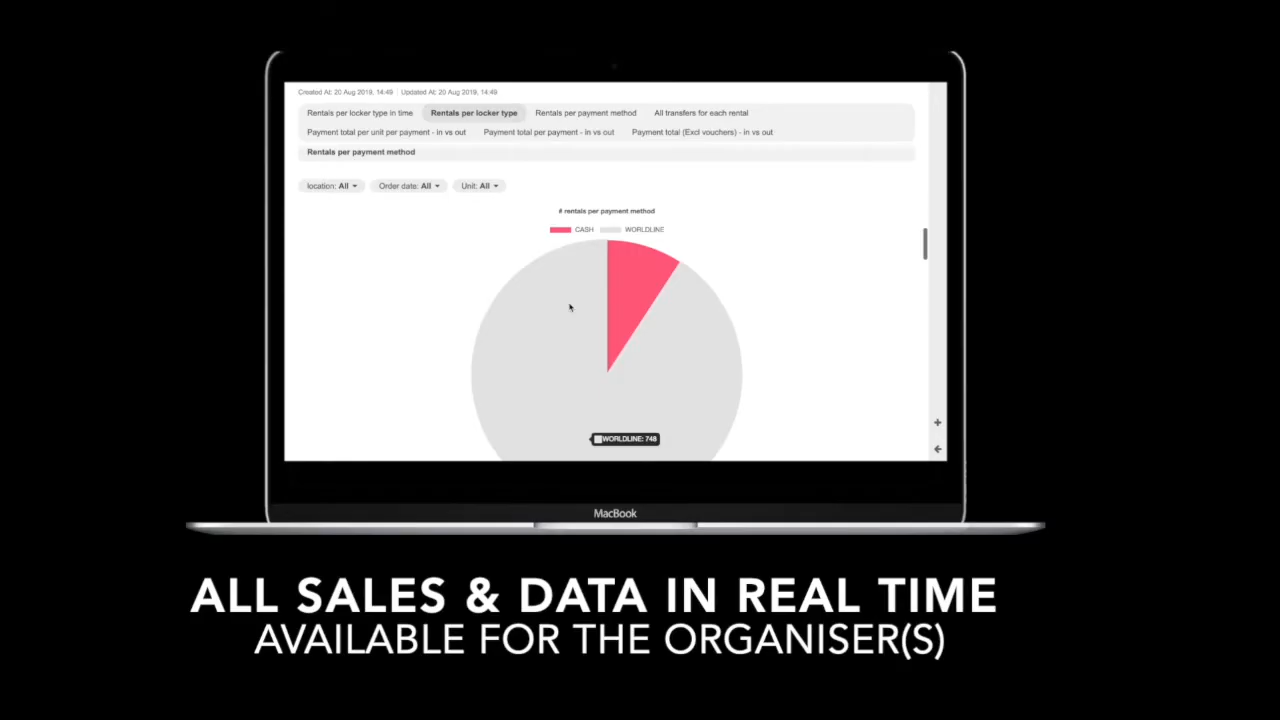 Created At: 20 Aug 2019, 14:49 | Updated At: 20 Aug 2019, 14:49
Rentals per locker type in time Rentals per locker type Rentals per payment method All transfers for each rental
Payment total per unit per payment - in vs out Payment total per payment - in vs out Payment total (Excl vouchers) - in vs out
Rentals per payment method
location: All Order date: All Unit: All
# rentals per payment method
CASH WORLDLINE
WORLDLINE: 748
MacBook
ALL SALES & DATA IN REAL TIME
AVAILABLE FOR THE ORGANISER(S)